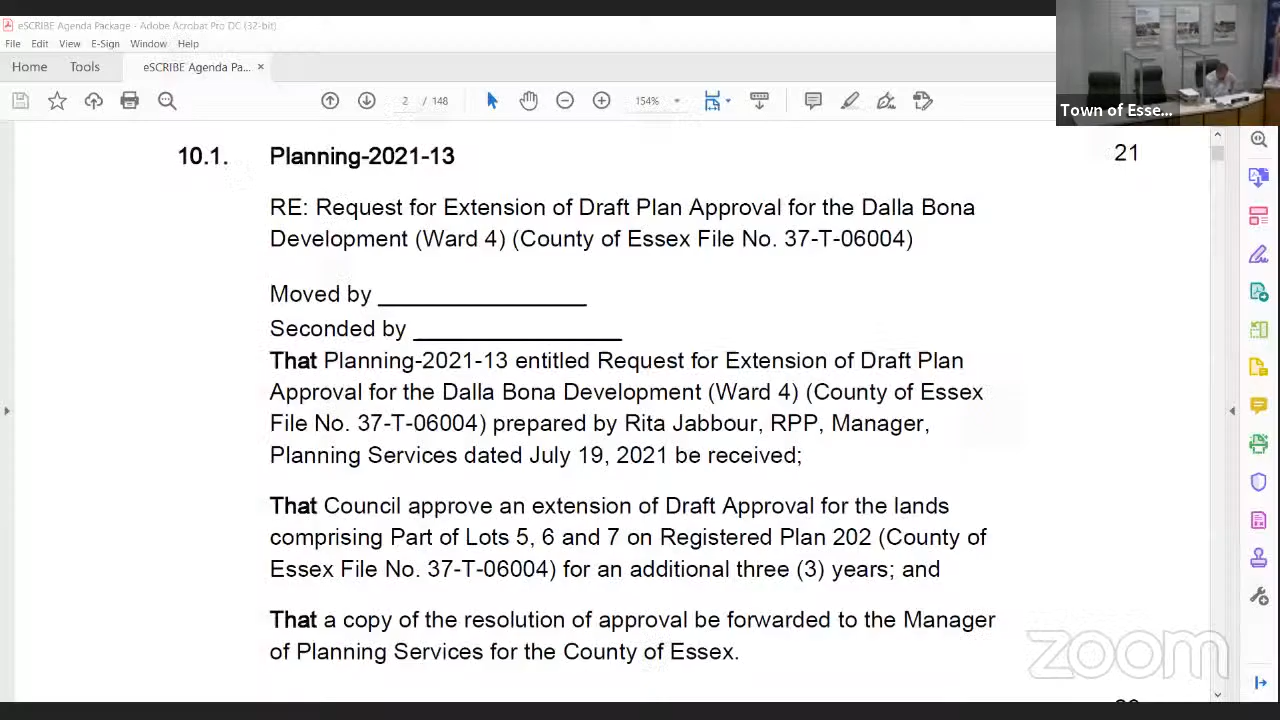 eSCRIBE Agenda Package - Adobe Acrobat Pro DC (32-bit)
File Edit View E-Sign Window Help
Home Tools eSCRIBE Agenda Pa... ×
2 / 148 154%
Town of Esse...
10.1. Planning-2021-13 21
RE: Request for Extension of Draft Plan Approval for the Dalla Bona
Development (Ward 4) (County of Essex File No. 37-T-06004)
Moved by ________________
Seconded by ________________
That Planning-2021-13 entitled Request for Extension of Draft Plan
Approval for the Dalla Bona Development (Ward 4) (County of Essex
File No. 37-T-06004) prepared by Rita Jabbour, RPP, Manager,
Planning Services dated July 19, 2021 be received;
That Council approve an extension of Draft Approval for the lands
comprising Part of Lots 5, 6 and 7 on Registered Plan 202 (County of
Essex File No. 37-T-06004) for an additional three (3) years; and
That a copy of the resolution of approval be forwarded to the Manager
of Planning Services for the County of Essex.
zoom